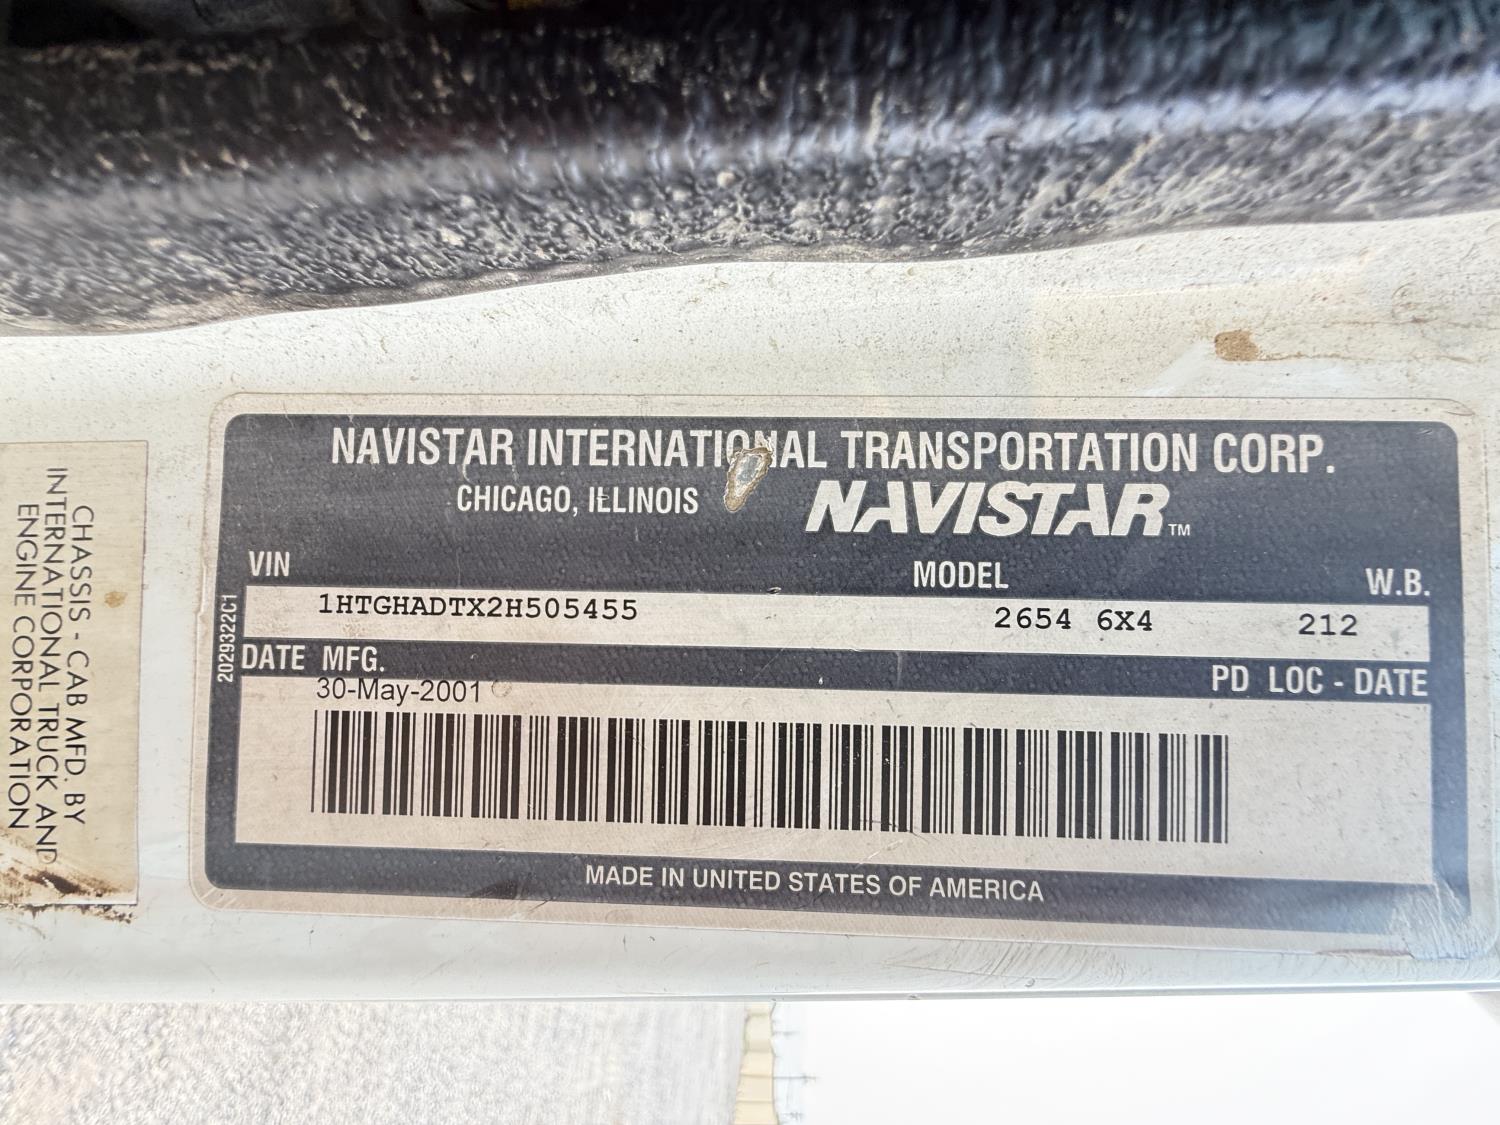 NAVISTAR INTERNATIONAL TRANSPORTATION CORP.
CHICAGO, ILLINOIS NAVISTAR™
VIN MODEL W.B.
1HTGHADTX2H505455 2654 6X4 212
DATE MFG. PD LOC - DATE
30-May-2001
MADE IN UNITED STATES OF AMERICA
2029322C1
CHASSIS - CAB MFD. BY
INTERNATIONAL TRUCK AND
ENGINE CORPORATION